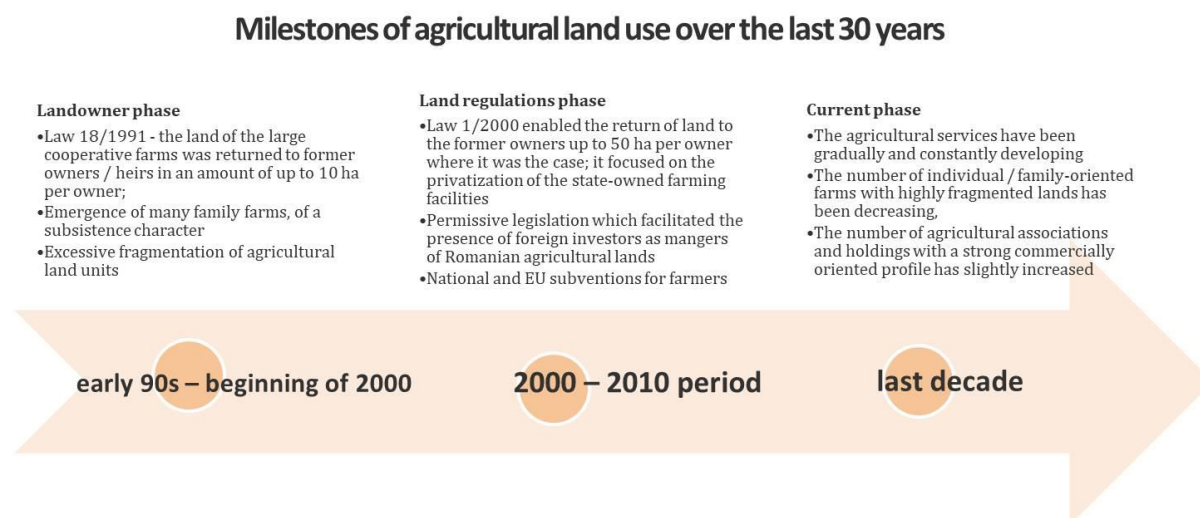 Milestones of agricultural land use over the last 30 years
Landowner phase
•Law 18/1991 - the land of the large
cooperative farms was returned to former
owners / heirs in an amount of up to 10 ha
per owner;
•Emergence of many family farms, of a
subsistence character
•Excessive fragmentation of agricultural
land units
Land regulations phase
•Law 1/2000 enabled the return of land to
the former owners up to 50 ha per owner
where it was the case; it focused on the
privatization of the state-owned farming
facilities
•Permissive legislation which facilitated the
presence of foreign investors as mangers
of Romanian agricultural lands
•National and EU subventions for farmers
Current phase
•The agricultural services have been
gradually and constantly developing
•The number of individual / family-oriented
farms with highly fragmented lands has
been decreasing,
•The number of agricultural associations
and holdings with a strong commercially
oriented profile has slightly increased
early 90s – beginning of 2000
2000 – 2010 period
last decade